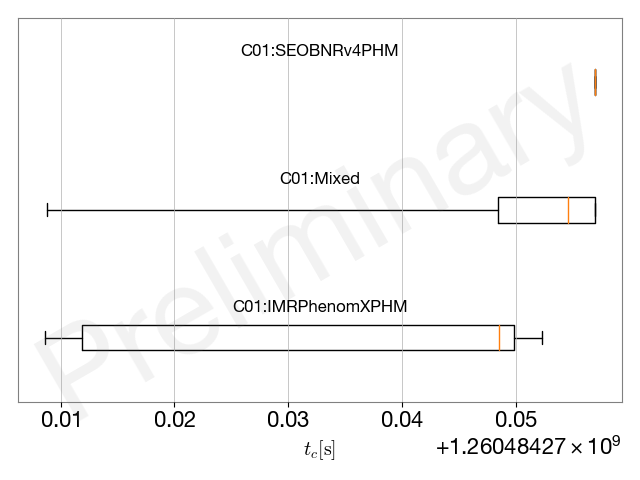 C01:SEOBNRv4PHM
C01:Mixed
C01:IMRPhenomXPHM
Preliminary
0.01 0.02 0.03 0.04 0.05
t_c[s]
+1.26048427 × 10⁹